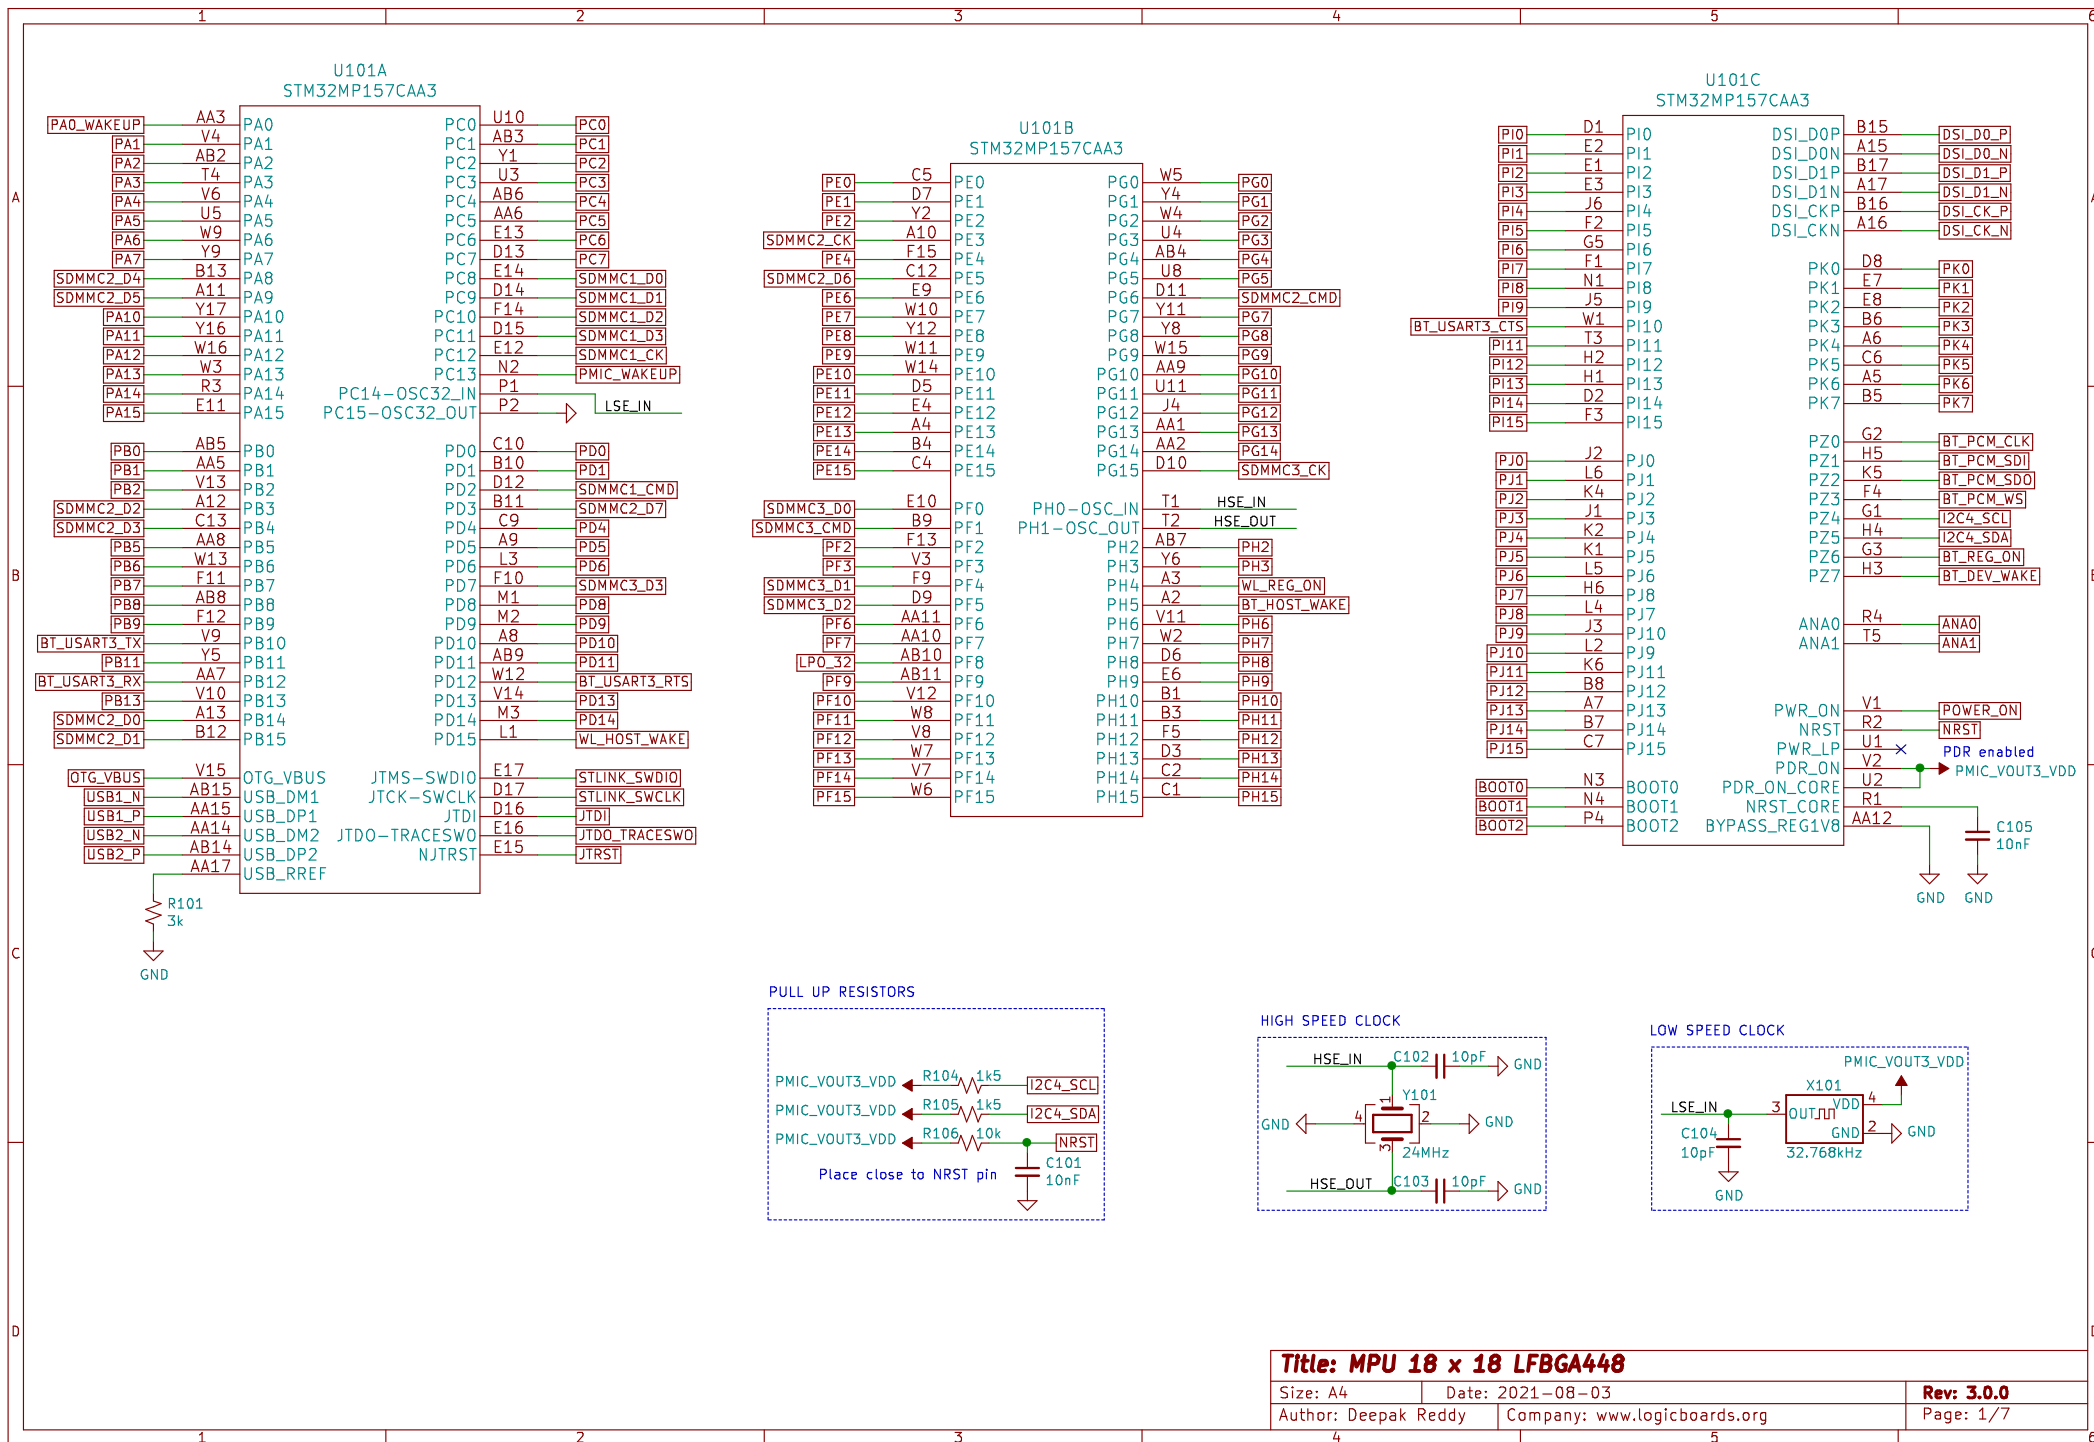 1 2 3 4 5 6
U101A
STM32MP157CAA3
PA0_WAKEUP AA3 PA0 PC0 U10 PC0
PA1 V4 PA1 PC1 AB3 PC1
PA2 AB2 PA2 PC2 Y1 PC2
PA3 T4 PA3 PC3 U3 PC3
PA4 V6 PA4 PC4 AB6 PC4
PA5 U5 PA5 PC5 AA6 PC5
PA6 W9 PA6 PC6 E13 PC6
PA7 Y9 PA7 PC7 D13 PC7
SDMMC2_D4 B13 PA8 PC8 E14 SDMMC1_D0
SDMMC2_D5 A11 PA9 PC9 D14 SDMMC1_D1
PA10 Y17 PA10 PC10 F14 SDMMC1_D2
PA11 Y16 PA11 PC11 D15 SDMMC1_D3
PA12 W16 PA12 PC12 E12 SDMMC1_CK
PA13 W3 PA13 PC13 N2 PMIC_WAKEUP
PA14 R3 PA14 PC14-OSC32_IN P1
PA15 E11 PA15 PC15-OSC32_OUT P2 LSE_IN
PB0 AB5 PB0 PD0 C10 PD0
PB1 AA5 PB1 PD1 B10 PD1
PB2 V13 PB2 PD2 D12 SDMMC1_CMD
SDMMC2_D2 A12 PB3 PD3 B11 SDMMC2_D7
SDMMC2_D3 C13 PB4 PD4 C9 PD4
PB5 AA8 PB5 PD5 A9 PD5
PB6 W13 PB6 PD6 L3 PD6
PB7 F11 PB7 PD7 F10 SDMMC3_D3
PB8 AB8 PB8 PD8 M1 PD8
PB9 F12 PB9 PD9 M2 PD9
BT_USART3_TX V9 PB10 PD10 A8 PD10
PB11 Y5 PB11 PD11 AB9 PD11
BT_USART3_RX AA7 PB12 PD12 W12 BT_USART3_RTS
PB13 V10 PB13 PD13 V14 PD13
SDMMC2_D0 A13 PB14 PD14 M3 PD14
SDMMC2_D1 B12 PB15 PD15 L1 WL_HOST_WAKE
OTG_VBUS V15 OTG_VBUS JTMS-SWDIO E17 STLINK_SWDIO
USB1_N AB15 USB_DM1 JTCK-SWCLK D17 STLINK_SWCLK
USB1_P AA15 USB_DP1 JTDI D16 JTDI
USB2_N AA14 USB_DM2 JTDO-TRACESWO E16 JTDO_TRACESWO
USB2_P AB14 USB_DP2 NJTRST E15 JTRST
AA17 USB_RREF
R101
3k
GND
U101B
STM32MP157CAA3
PE0 C5 PE0 PG0 W5 PG0
PE1 D7 PE1 PG1 Y4 PG1
PE2 Y2 PE2 PG2 W4 PG2
SDMMC2_CK A10 PE3 PG3 U4 PG3
PE4 F15 PE4 PG4 AB4 PG4
SDMMC2_D6 C12 PE5 PG5 U8 PG5
PE6 E9 PE6 PG6 D11 SDMMC2_CMD
PE7 W10 PE7 PG7 Y11 PG7
PE8 Y12 PE8 PG8 Y8 PG8
PE9 W11 PE9 PG9 W15 PG9
PE10 W14 PE10 PG10 AA9 PG10
PE11 D5 PE11 PG11 U11 PG11
PE12 E4 PE12 PG12 J4 PG12
PE13 A4 PE13 PG13 AA1 PG13
PE14 B4 PE14 PG14 AA2 PG14
PE15 C4 PE15 PG15 D10 SDMMC3_CK
SDMMC3_D0 E10 PF0 PH0-OSC_IN T1 HSE_IN
SDMMC3_CMD B9 PF1 PH1-OSC_OUT T2 HSE_OUT
PF2 F13 PF2 PH2 AB7 PH2
PF3 V3 PF3 PH3 Y6 PH3
SDMMC3_D1 F9 PF4 PH4 A3 WL_REG_ON
SDMMC3_D2 D9 PF5 PH5 A2 BT_HOST_WAKE
PF6 AA11 PF6 PH6 V11 PH6
PF7 AA10 PF7 PH7 W2 PH7
LPO_32 AB10 PF8 PH8 D6 PH8
PF9 AB11 PF9 PH9 E6 PH9
PF10 V12 PF10 PH10 B1 PH10
PF11 W8 PF11 PH11 B3 PH11
PF12 V8 PF12 PH12 F5 PH12
PF13 W7 PF13 PH13 D3 PH13
PF14 V7 PF14 PH14 C2 PH14
PF15 W6 PF15 PH15 C1 PH15
U101C
STM32MP157CAA3
PI0 D1 PI0 DSI_D0P B15 DSI_D0_P
PI1 E2 PI1 DSI_D0N A15 DSI_D0_N
PI2 E1 PI2 DSI_D1P B17 DSI_D1_P
PI3 E3 PI3 DSI_D1N A17 DSI_D1_N
PI4 J6 PI4 DSI_CKP B16 DSI_CK_P
PI5 F2 PI5 DSI_CKN A16 DSI_CK_N
PI6 G5 PI6
PI7 F1 PI7 PK0 D8 PK0
PI8 N1 PI8 PK1 E7 PK1
PI9 J5 PI9 PK2 E8 PK2
BT_USART3_CTS W1 PI10 PK3 B6 PK3
PI11 T3 PI11 PK4 A6 PK4
PI12 H2 PI12 PK5 C6 PK5
PI13 H1 PI13 PK6 A5 PK6
PI14 D2 PI14 PK7 B5 PK7
PI15 F3 PI15
PZ0 G2 BT_PCM_CLK
PJ0 J2 PJ0 PZ1 H5 BT_PCM_SDI
PJ1 L6 PJ1 PZ2 K5 BT_PCM_SDO
PJ2 K4 PJ2 PZ3 F4 BT_PCM_WS
PJ3 J1 PJ3 PZ4 G1 I2C4_SCL
PJ4 K2 PJ4 PZ5 H4 I2C4_SDA
PJ5 K1 PJ5 PZ6 G3 BT_REG_ON
PJ6 L5 PJ6 PZ7 H3 BT_DEV_WAKE
PJ7 H6 PJ8
PJ8 L4 PJ7 ANA0 R4 ANA0
PJ9 J3 PJ10 ANA1 T5 ANA1
PJ10 L2 PJ9
PJ11 K6 PJ11
PJ12 B8 PJ12
PJ13 A7 PJ13 PWR_ON V1 POWER_ON
PJ14 B7 PJ14 NRST R2 NRST
PJ15 C7 PJ15 PWR_LP U1 PDR enabled
PDR_ON V2 PMIC_VOUT3_VDD
BOOT0 N3 BOOT0 PDR_ON_CORE U2
BOOT1 N4 BOOT1 NRST_CORE R1
BOOT2 P4 BOOT2 BYPASS_REG1V8 AA12
C105
10nF
GND GND
PULL UP RESISTORS
PMIC_VOUT3_VDD R104 1k5 I2C4_SCL
PMIC_VOUT3_VDD R105 1k5 I2C4_SDA
PMIC_VOUT3_VDD R106 10k NRST
Place close to NRST pin
C101
10nF
HIGH SPEED CLOCK
HSE_IN C102 10pF GND
Y101
GND 4 1 2 3 GND
24MHz
HSE_OUT C103 10pF GND
LOW SPEED CLOCK
PMIC_VOUT3_VDD
X101
LSE_IN 3 OUT VDD 4
GND 2 GND
C104
10pF
32.768kHz
GND
A B C D
A B C D
Title: MPU 18 x 18 LFBGA448
Size: A4 Date: 2021-08-03 Rev: 3.0.0
Author: Deepak Reddy Company: www.logicboards.org Page: 1/7
1 2 3 4 5 6